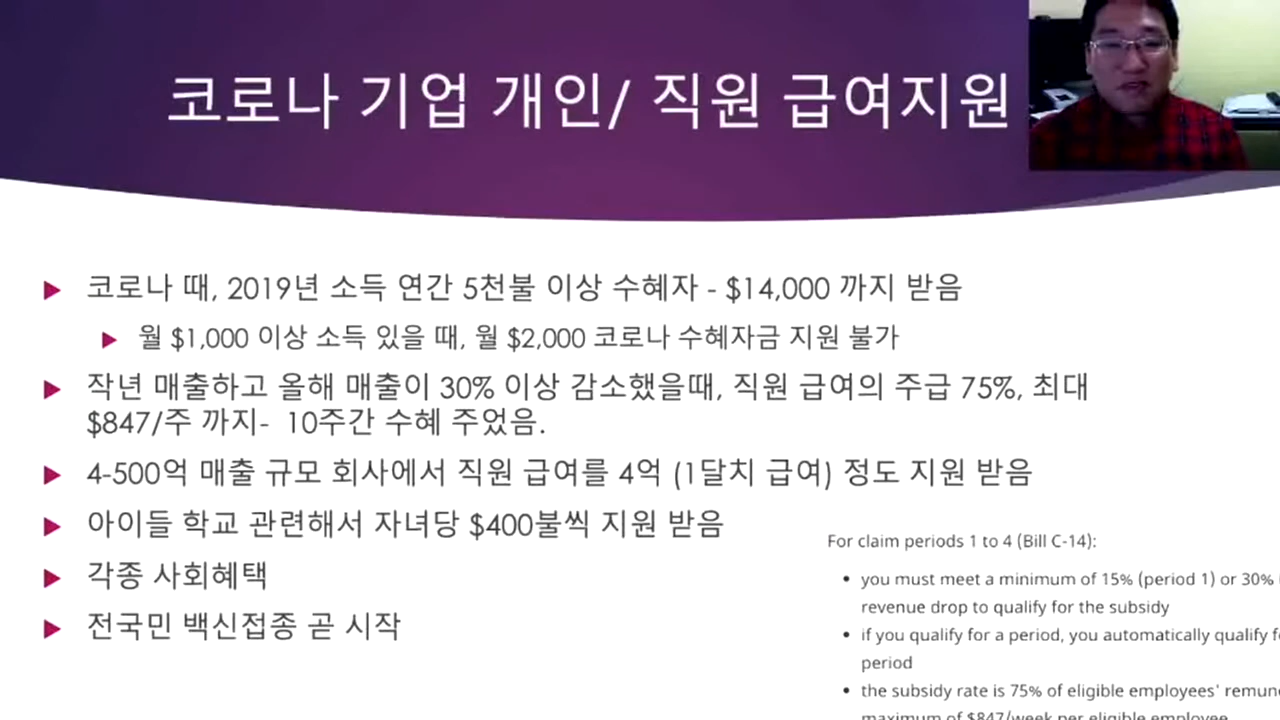 코로나 기업 개인/ 직원 급여지원
코로나 때, 2019년 소득 연간 5천불 이상 수혜자 - $14,000 까지 받음
월 $1,000 이상 소득 있을 때, 월 $2,000 코로나 수혜자금 지원 불가
작년 매출하고 올해 매출이 30% 이상 감소했을때, 직원 급여의 주급 75%, 최대
$847/주 까지- 10주간 수혜 주었음.
4-500억 매출 규모 회사에서 직원 급여를 4억 (1달치 급여) 정도 지원 받음
아이들 학교 관련해서 자녀당 $400불씩 지원 받음
각종 사회혜택
전국민 백신접종 곧 시작
For claim periods 1 to 4 (Bill C-14):
• you must meet a minimum of 15% (period 1) or 30%
revenue drop to qualify for the subsidy
• if you qualify for a period, you automatically qualify
period
• the subsidy rate is 75% of eligible employees'
maximum of $847/week per eligible employee